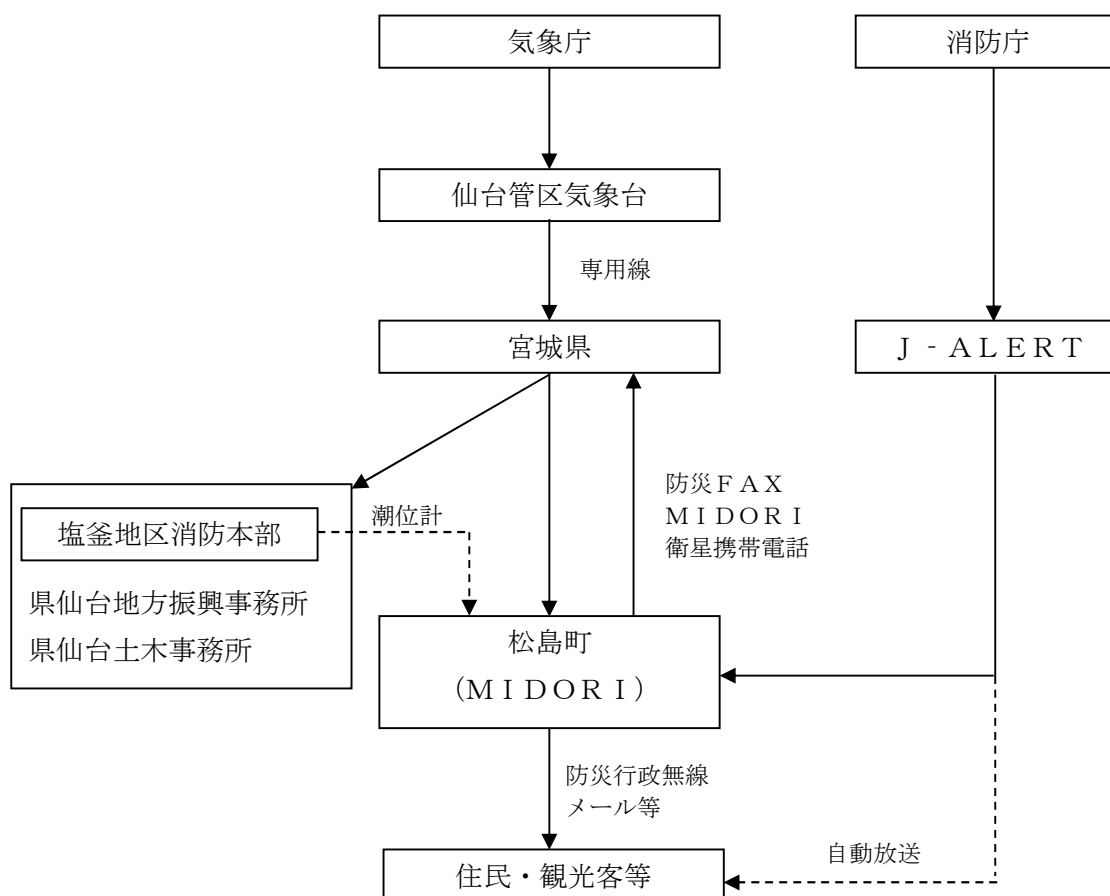 気象庁
消防庁
仙台管区気象台
専用線
宮城県
Ｊ‐ＡＬＥＲＴ
防災ＦＡＸ
ＭＩＤＯＲＩ
衛星携帯電話
塩釜地区消防本部
潮位計
県仙台地方振興事務所
県仙台土木事務所
松島町
(ＭＩＤＯＲＩ)
防災行政無線
メール等
自動放送
住民・観光客等